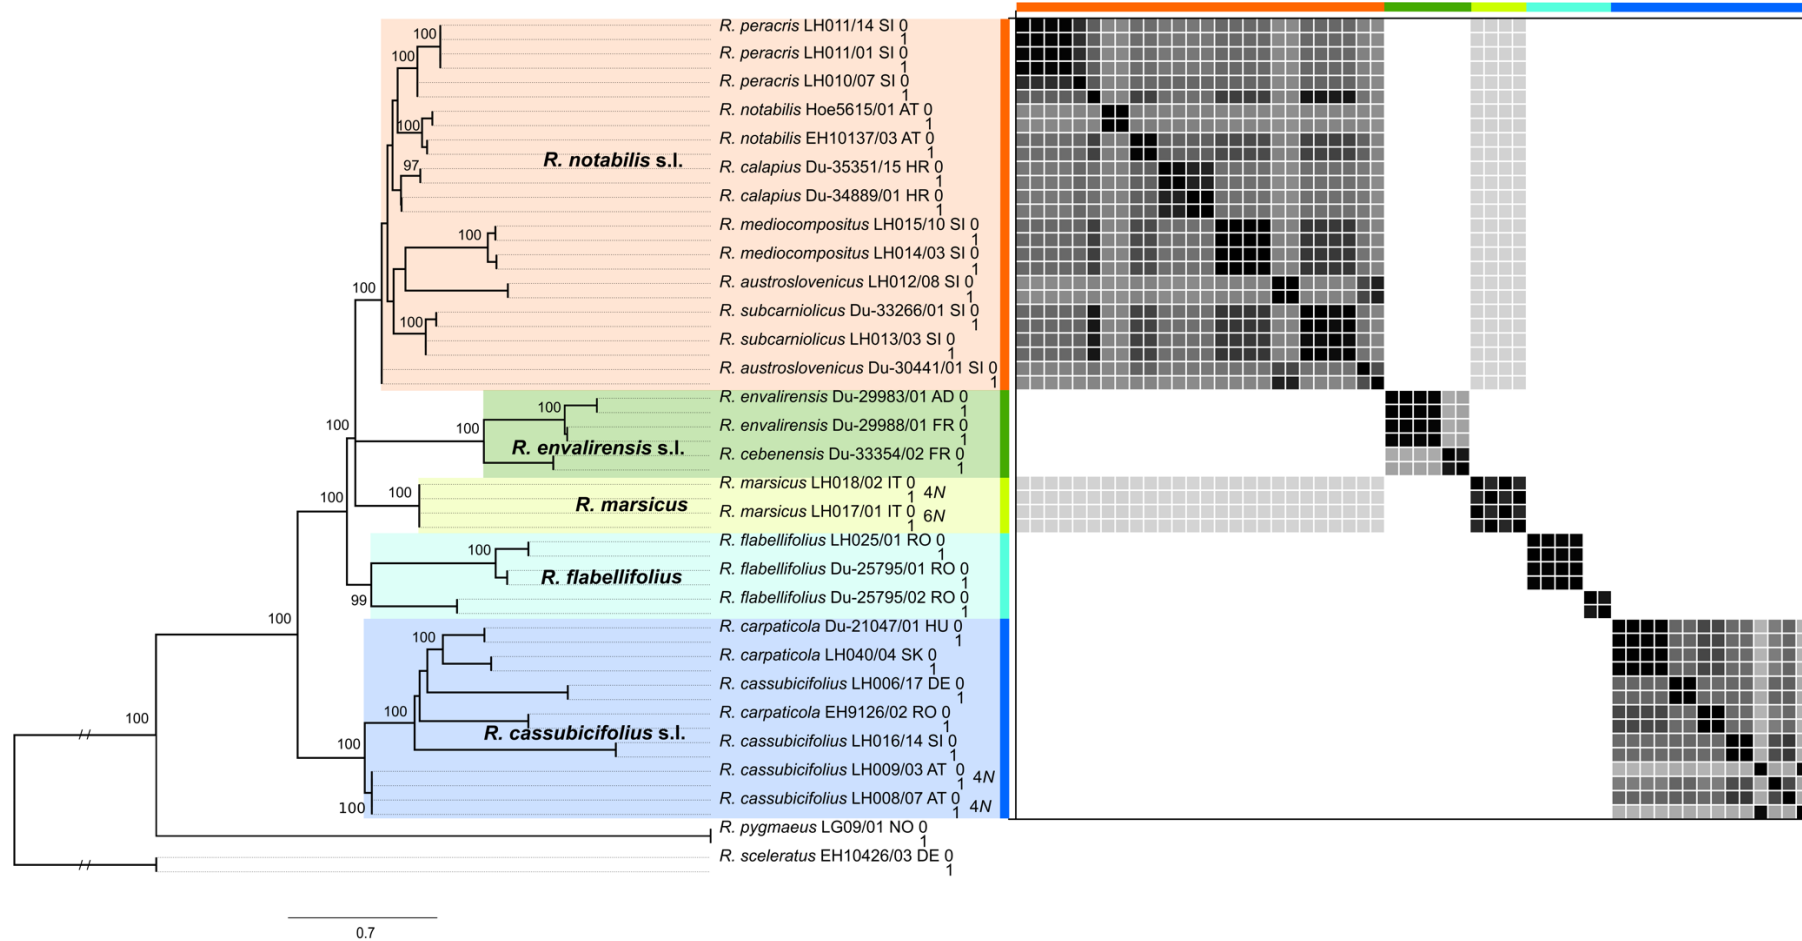 R. peracris LH011/14 SI 0
1
R. peracris LH011/01 SI 0
1
R. peracris LH010/07 SI 0
1
R. notabilis Hoe5615/01 AT 0
1
R. notabilis EH10137/03 AT 0
1
R. calapius Du-35351/15 HR 0
1
R. calapius Du-34889/01 HR 0
1
R. mediocompositus LH015/10 SI 0
1
R. mediocompositus LH014/03 SI 0
1
R. austroslovenicus LH012/08 SI 0
1
R. subcarniolicus Du-33266/01 SI 0
1
R. subcarniolicus LH013/03 SI 0
1
R. austroslovenicus Du-30441/01 SI 0
1
R. envalirensis Du-29983/01 AD 0
1
R. envalirensis Du-29988/01 FR 0
1
R. cebenensis Du-33354/02 FR 0
1
R. marsicus LH018/02 IT 0
1 4N
R. marsicus LH017/01 IT 0
1 6N
R. flabellifolius LH025/01 RO 0
1
R. flabellifolius Du-25795/01 RO 0
1
R. flabellifolius Du-25795/02 RO 0
1
R. carpaticola Du-21047/01 HU 0
1
R. carpaticola LH040/04 SK 0
1
R. cassubicifolius LH006/17 DE 0
1
R. carpaticola EH9126/02 RO 0
1
R. cassubicifolius LH016/14 SI 0
1
R. cassubicifolius LH009/03 AT 0
1 4N
R. cassubicifolius LH008/07 AT 0
1 4N
R. pygmaeus LG09/01 NO 0
1
R. sceleratus EH10426/03 DE 0
1
R. notabilis s.l.
R. envalirensis s.l.
R. marsicus
R. flabellifolius
R. cassubicifolius s.l.
100
100
100
97
100
100
100
100
100
100
100
100
100
100
99
100
100
100
100
100
100
0.7